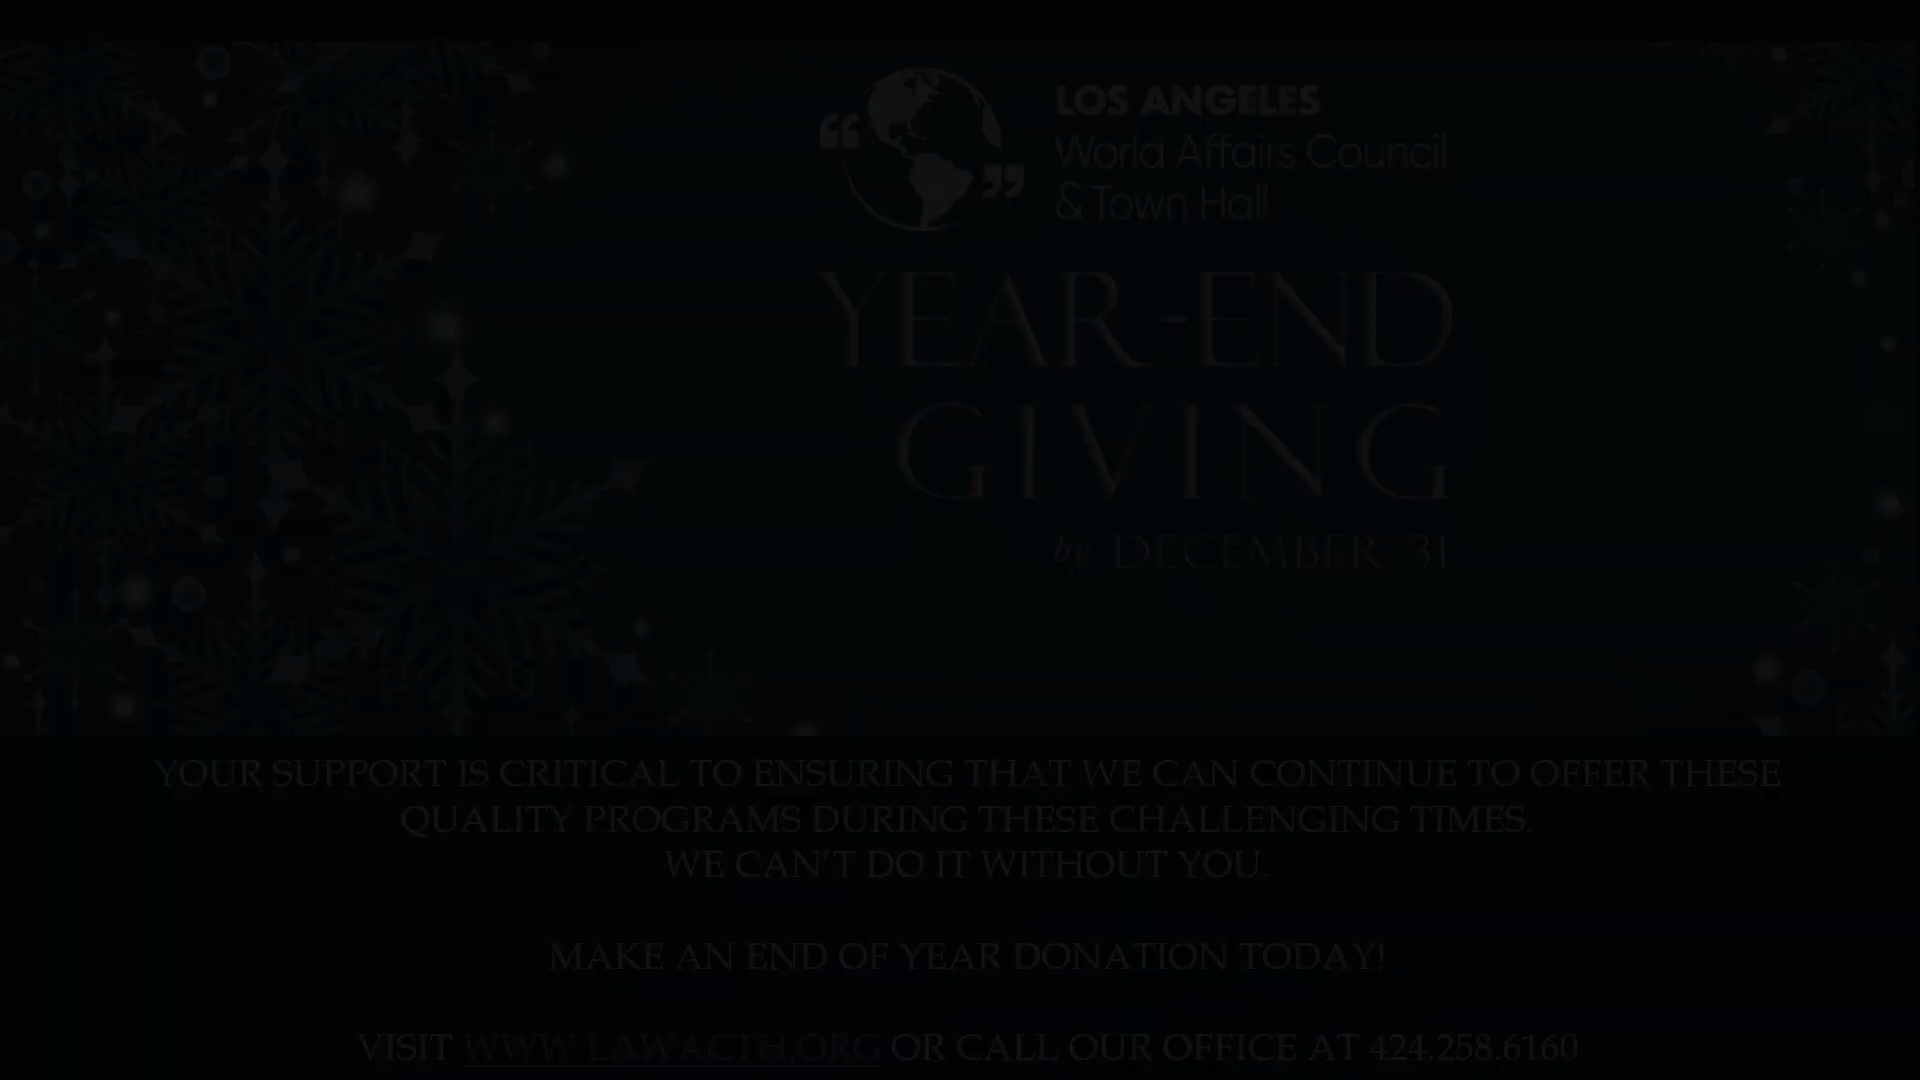 LOS ANGELES
World Affairs Council
& Town Hall
YEAR-END
GIVING
by DECEMBER 31
YOUR SUPPORT IS CRITICAL TO ENSURING THAT WE CAN CONTINUE TO OFFER THESE
QUALITY PROGRAMS DURING THESE CHALLENGING TIMES.
WE CAN'T DO IT WITHOUT YOU.
MAKE AN END OF YEAR DONATION TODAY!
VISIT WWW.LAWACTH.ORG OR CALL OUR OFFICE AT 424.258.6160